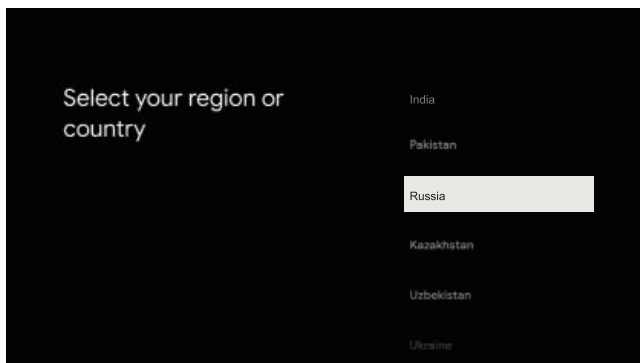 Select your region or
country
India
Pakistan
Russia
Kazakhstan
Uzbekistan
Ukraine